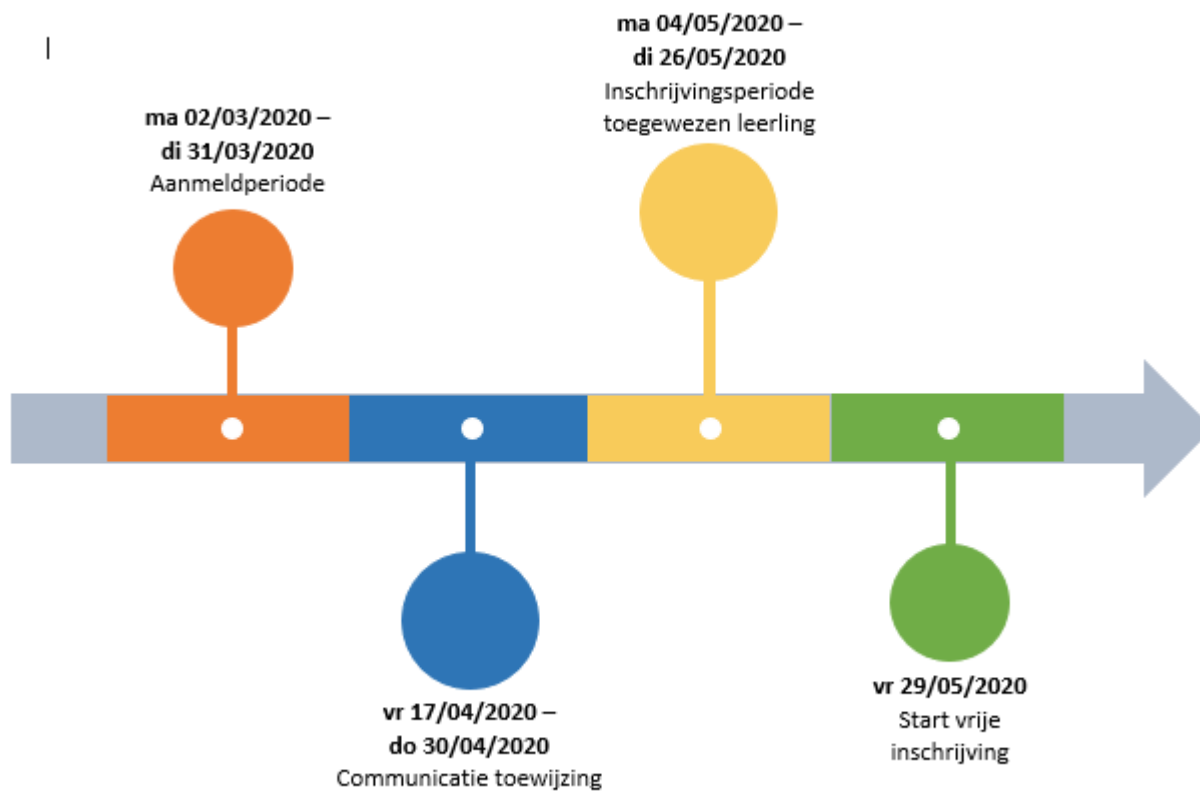 ma 02/03/2020 –
di 31/03/2020
Aanmeldperiode
vr 17/04/2020 –
do 30/04/2020
Communicatie toewijzing
ma 04/05/2020 –
di 26/05/2020
Inschrijvingsperiode
toegewezen leerling
vr 29/05/2020
Start vrije
inschrijving